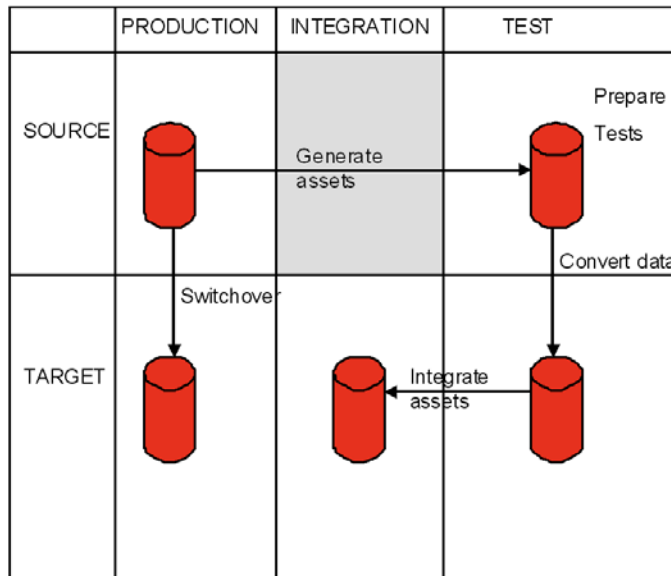 PRODUCTION
INTEGRATION
TEST
SOURCE
Prepare
Tests
Generate
assets
Convert data
Switchover
TARGET
Integrate
assets